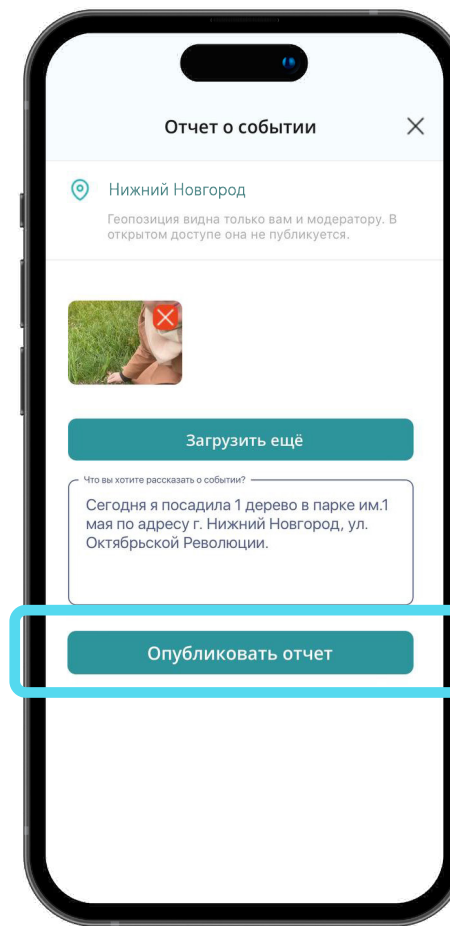 Отчет о событии
Нижний Новгород
Геопозиция видна только вам и модератору. В
открытом доступе она не публикуется.
Загрузить ещё
Что вы хотите рассказать о событии?
Сегодня я посадила 1 дерево в парке им.1
мая по адресу г. Нижний Новгород, ул.
Октябрьской Революции.
Опубликовать отчет